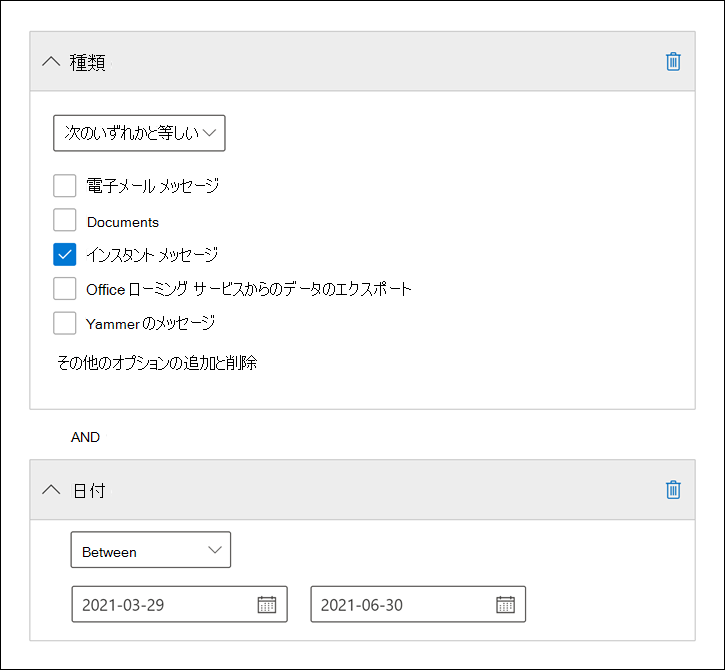 種類
次のいずれかと等しい
電子メール メッセージ
Documents
インスタント メッセージ
Office ローミング サービスからのデータのエクスポート
Yammer のメッセージ
その他のオプションの追加と削除
AND
日付
Between
2021-03-29 2021-06-30